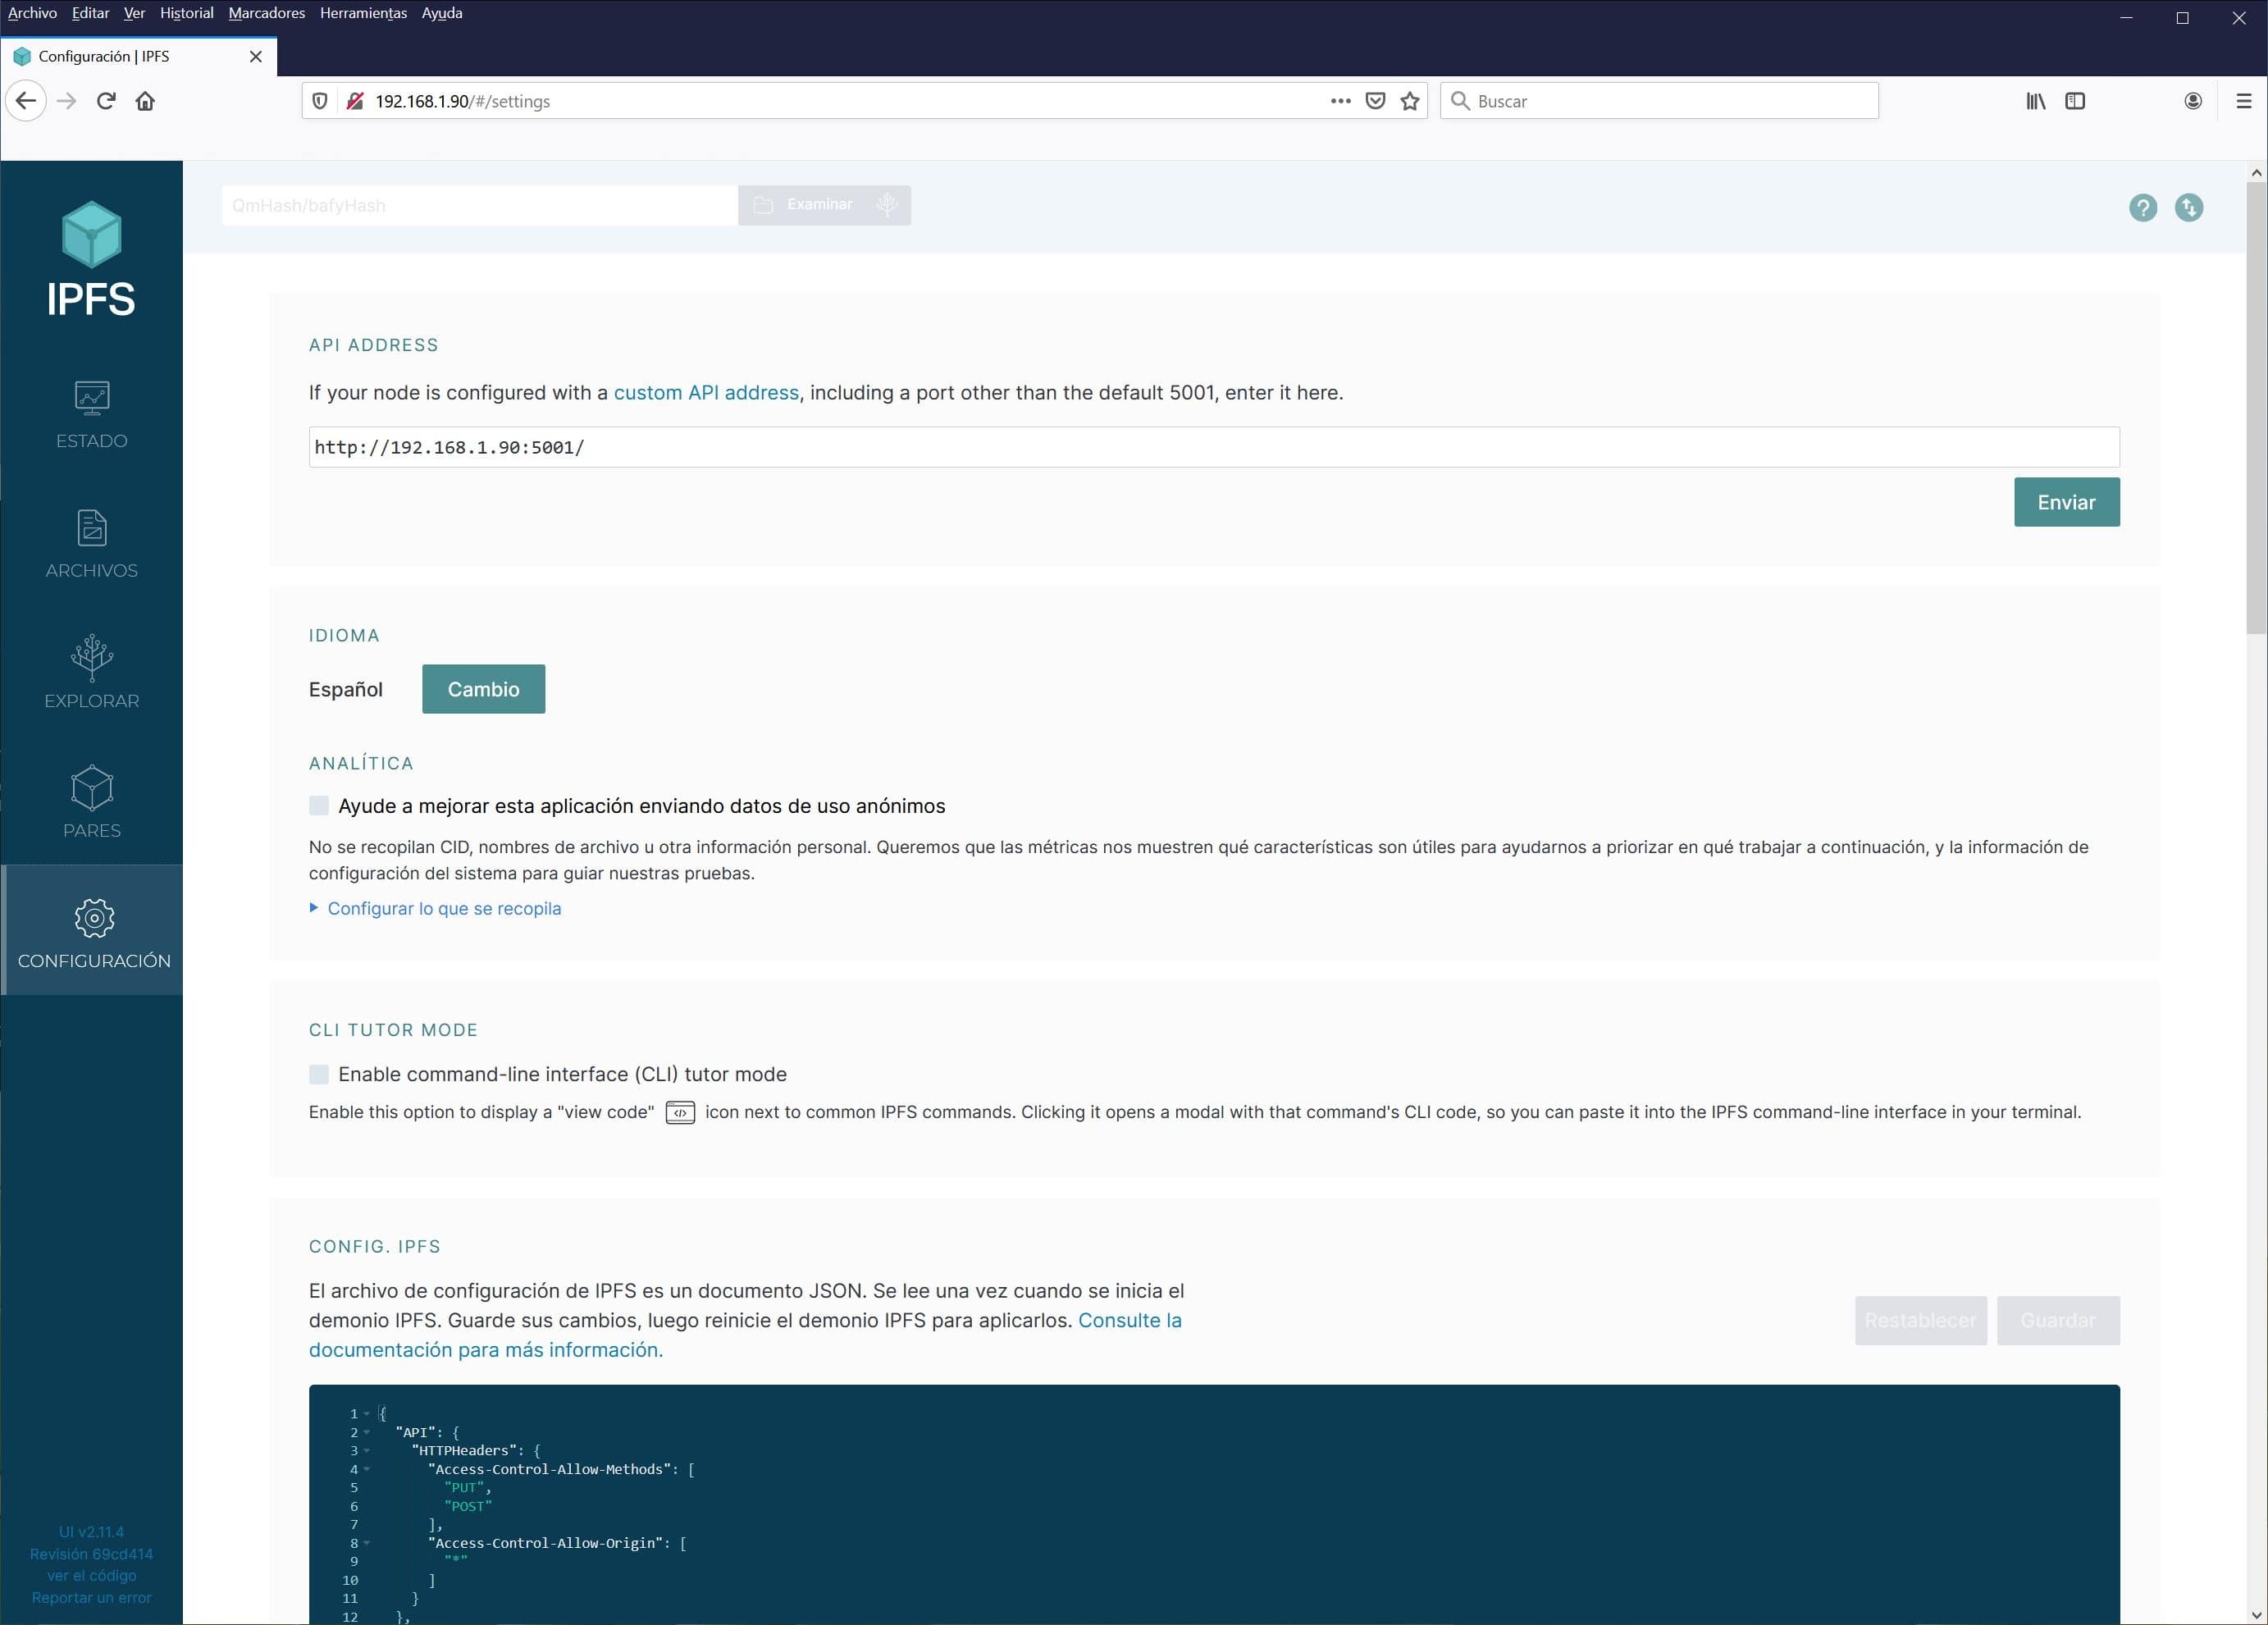 Archivo Editar Ver Historial Marcadores Herramientas Ayuda
Configuración | IPFS
192.168.1.90/#/settings
Buscar
IPFS
ESTADO
ARCHIVOS
EXPLORAR
PARES
CONFIGURACIÓN
UI v2.11.4
Revisión 69cd414
ver el código
Reportar un error
QmHash/bafyHash
Examinar
API ADDRESS
If your node is configured with a custom API address, including a port other than the default 5001, enter it here.
http://192.168.1.90:5001/
Enviar
IDIOMA
Español Cambio
ANALÍTICA
Ayude a mejorar esta aplicación enviando datos de uso anónimos
No se recopilan CID, nombres de archivo u otra información personal. Queremos que las métricas nos muestren qué características son útiles para ayudarnos a priorizar en qué trabajar a continuación, y la información de
configuración del sistema para guiar nuestras pruebas.
Configurar lo que se recopila
CLI TUTOR MODE
Enable command-line interface (CLI) tutor mode
Enable this option to display a "view code" </> icon next to common IPFS commands. Clicking it opens a modal with that command's CLI code, so you can paste it into the IPFS command-line interface in your terminal.
CONFIG. IPFS
El archivo de configuración de IPFS es un documento JSON. Se lee una vez cuando se inicia el
demonio IPFS. Guarde sus cambios, luego reinicie el demonio IPFS para aplicarlos. Consulte la
documentación para más información.
Restablecer Guardar
1 {
2 "API": {
3 "HTTPHeaders": {
4 "Access-Control-Allow-Methods": [
5 "PUT",
6 "POST"
7 ],
8 "Access-Control-Allow-Origin": [
9 "*"
10 ]
11 }
12 },